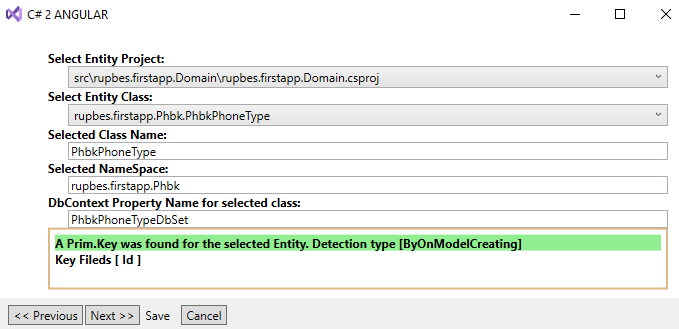 C# 2 ANGULAR
Select Entity Project:
src\rupbes.firstapp.Domain\rupbes.firstapp.Domain.csproj
Select Entity Class:
rupbes.firstapp.Phbk.PhbkPhoneType
Selected Class Name:
PhbkPhoneType
Selected NameSpace:
rupbes.firstapp.Phbk
DbContext Property Name for selected class:
PhbkPhoneTypeDbSet
A Prim.Key was found for the selected Entity. Detection type [ByOnModelCreating]
Key Fileds [ Id ]
<< Previous Next >> Save Cancel